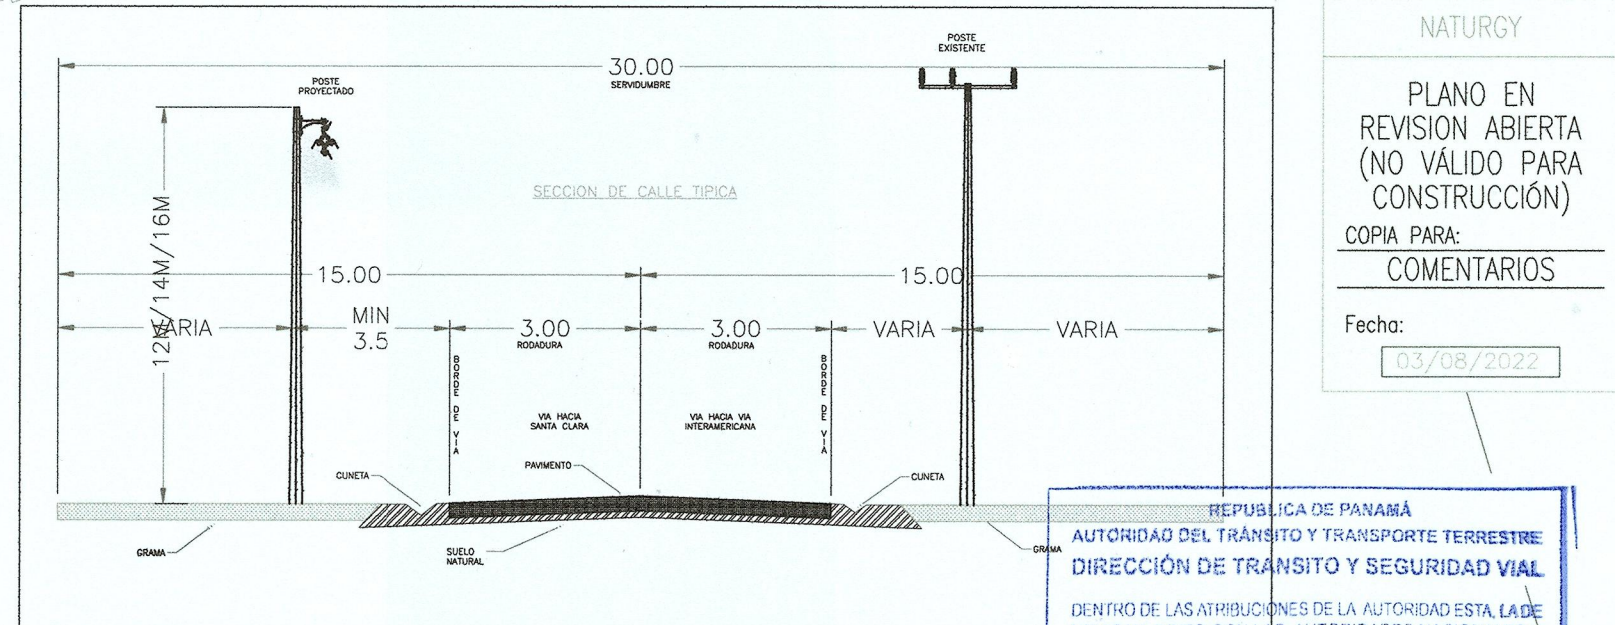 NATURGY
PLANO EN
REVISION ABIERTA
(NO VÁLIDO PARA
CONSTRUCCIÓN)
COPIA PARA:
COMENTARIOS
Fecha:
03/08/2022
POSTE
EXISTENTE
30.00
SERVIDUMBRE
POSTE
PROYECTADO
12M/14M/16M
SECCION DE CALLE TIPICA
15.00
15.00
VARIA
MIN
3.5
3.00
RODADURA
3.00
RODADURA
VARIA
VARIA
BORDE DE VIA
BORDE DE VIA
VIA HACIA
SANTA CLARA
VIA HACIA VIA
INTERAMERICANA
CUNETA
PAVIMENTO
CUNETA
GRAMA
SUELO
NATURAL
GRAMA
REPUBLICA DE PANAMÁ
AUTORIDAD DEL TRÁNSITO Y TRANSPORTE TERRESTRE
DIRECCIÓN DE TRANSITO Y SEGURIDAD VIAL
DENTRO DE LAS ATRIBUCIONES DE LA AUTORIDAD ESTA, LA DE